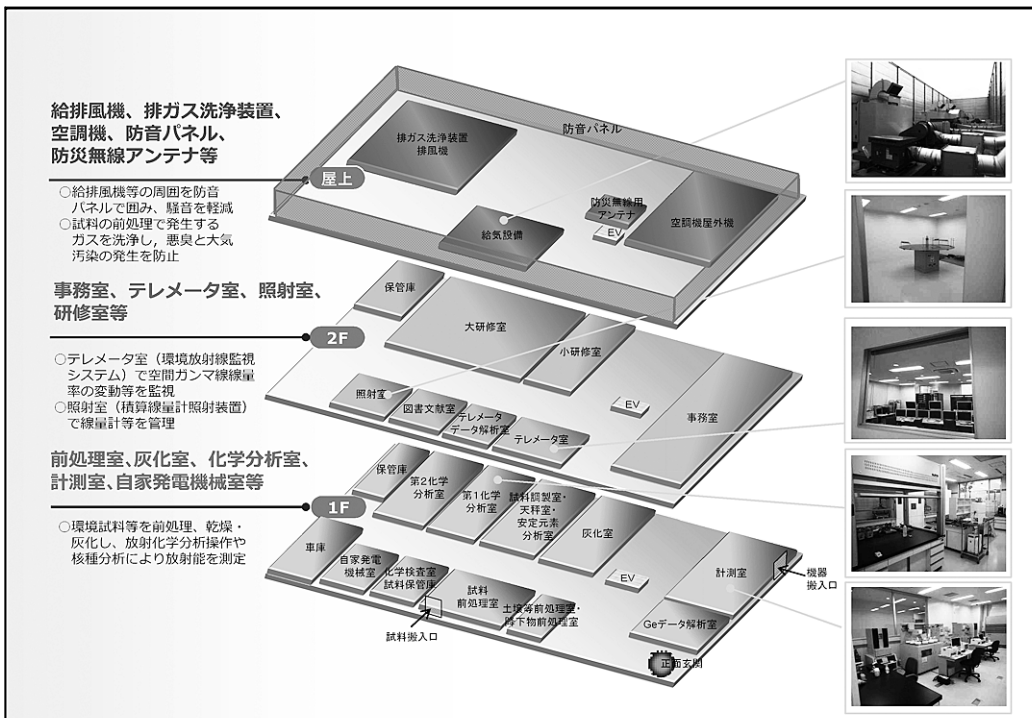 給排風機、排ガス洗浄装置、
空調機、防音パネル、
防災無線アンテナ等
屋上
○給排風機等の周囲を防音
パネルで囲み、騒音を軽減
○試料の前処理で発生する
ガスを洗浄し，悪臭と大気
汚染の発生を防止
防音パネル
排ガス洗浄装置
排風機
防災無線用
アンテナ
EV
空調機屋外機
給気設備
事務室、テレメータ室、照射室、
研修室等
2F
○テレメータ室（環境放射線監視
システム）で空間ガンマ線線量
率の変動等を監視
○照射室（積算線量計照射装置）
で線量計等を管理
保管庫
大研修室
小研修室
照射室
図書文献室
テレメータ
データ解析室
テレメータ室
EV
事務室
前処理室、灰化室、化学分析室、
計測室、自家発電機械室等
1F
○環境試料等を前処理、乾燥・
灰化し、放射化学分析操作や
核種分析により放射能を測定
保管庫
第2化学
分析室
第1化学
分析室
試料調製室・
天秤室・
安定元素
分析室
灰化室
車庫
自家発電
機械室
化学検査室
試料保管庫
試料
前処理室
土壌等前処理室・
降下物前処理室
EV
計測室
Geデータ解析室
機器
搬入口
試料搬入口
正面玄関